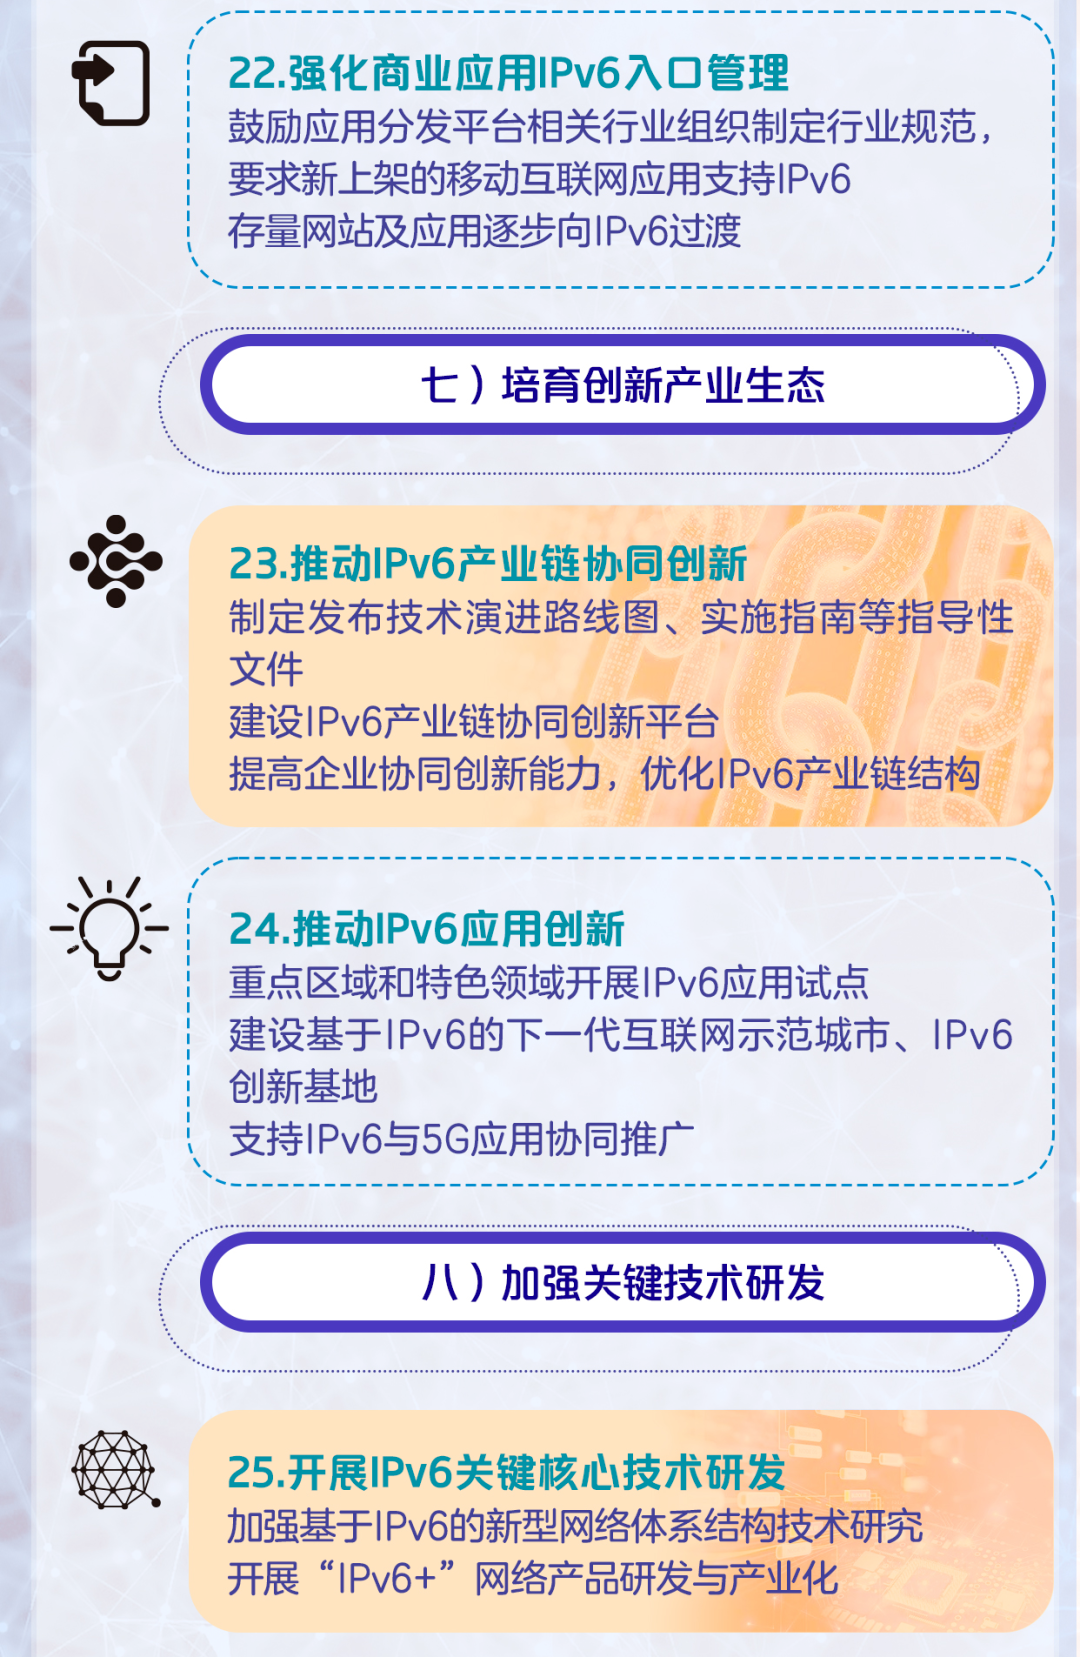 22.强化商业应用IPv6入口管理
鼓励应用分发平台相关行业组织制定行业规范，
要求新上架的移动互联网应用支持IPv6
存量网站及应用逐步向IPv6过渡
七）培育创新产业生态
23.推动IPv6产业链协同创新
制定发布技术演进路线图、实施指南等指导性
文件
建设IPv6产业链协同创新平台
提高企业协同创新能力，优化IPv6产业链结构
24.推动IPv6应用创新
重点区域和特色领域开展IPv6应用试点
建设基于IPv6的下一代互联网示范城市、IPv6
创新基地
支持IPv6与5G应用协同推广
八）加强关键技术研发
25.开展IPv6关键核心技术研发
加强基于IPv6的新型网络体系结构技术研究
开展“IPv6+”网络产品研发与产业化